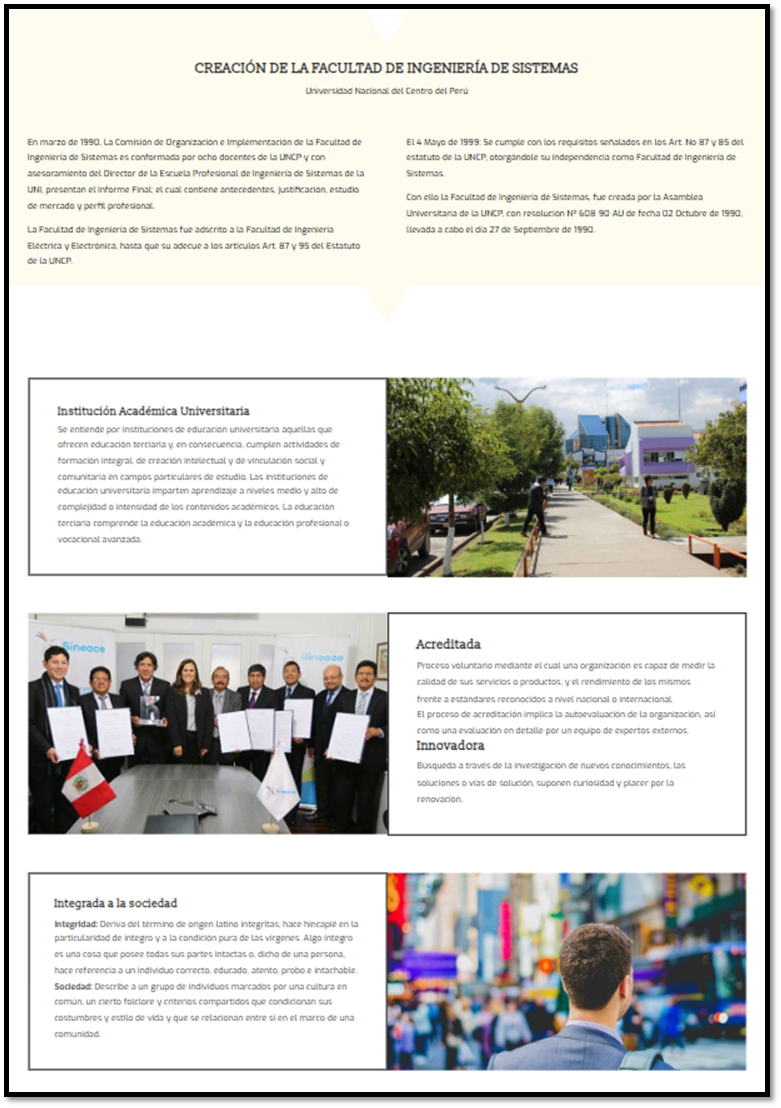 CREACIÓN DE LA FACULTAD DE INGENIERÍA DE SISTEMAS
Universidad Nacional del Centro del Perú
En marzo de 1990, La Comisión de Organización e Implementación de la Facultad de
Ingeniería de Sistemas es conformada por ocho docentes de la UNCP y con
asesoramiento del Director de la Escuela Profesional de Ingeniería de Sistemas de la
UNI, presentan el Informe Final; el cual contiene antecedentes, justificación, estudio
de mercado y perfil profesional.
La Facultad de Ingeniería de Sistemas fue adscrito a la Facultad de Ingeniería
Eléctrica y Electrónica, hasta que su adecue a los artículos Art. 87 y 95 del Estatuto
de la UNCP.
El 4 Mayo de 1999: Se cumple con los requisitos señalados en los Art. No 87 y 85 del
estatuto de la UNCP, otorgándole su independencia como Facultad de Ingeniería de
Sistemas.
Con ello la Facultad de Ingeniería de Sistemas, fue creada por la Asamblea
Universitaria de la UNCP, con resolución Nº 608 90 AU de fecha 02 Octubre de 1990,
llevada a cabo el día 27 de Septiembre de 1990.
Institución Académica Universitaria
Se entiende por instituciones de educación universitaria aquellas que
ofrecen educación terciaria y, en consecuencia, cumplen actividades de
formación integral, de creación intelectual y de vinculación social y
comunitaria en campos particulares de estudio. Las instituciones de
educación universitaria imparten aprendizaje a niveles medio y alto de
complejidad o intensidad de los contenidos académicos. La educación
terciaria comprende la educación académica y la educación profesional o
vocacional avanzada.
Sineace
Sineace
Sineace
Acreditada
Proceso voluntario mediante el cual una organización es capaz de medir la
calidad de sus servicios o productos, y el rendimiento de los mismos
frente a estándares reconocidos a nivel nacional o internacional.
El proceso de acreditación implica la autoevaluación de la organización, así
como una evaluación en detalle por un equipo de expertos externos.
Innovadora
Búsqueda a través de la investigación de nuevos conocimientos, las
soluciones o vías de solución, suponen curiosidad y placer por la
renovación.
Integrada a la sociedad
Integridad: Deriva del término de origen latino integritas, hace hincapié en la
particularidad de íntegro y a la condición pura de las vírgenes. Algo íntegro
es una cosa que posee todas sus partes intactas o, dicho de una persona,
hace referencia a un individuo correcto, educado, atento, probo e intachable.
Sociedad: Describe a un grupo de individuos marcados por una cultura en
común, un cierto folclore y criterios compartidos que condicionan sus
costumbres y estilo de vida y que se relacionan entre sí en el marco de una
comunidad.